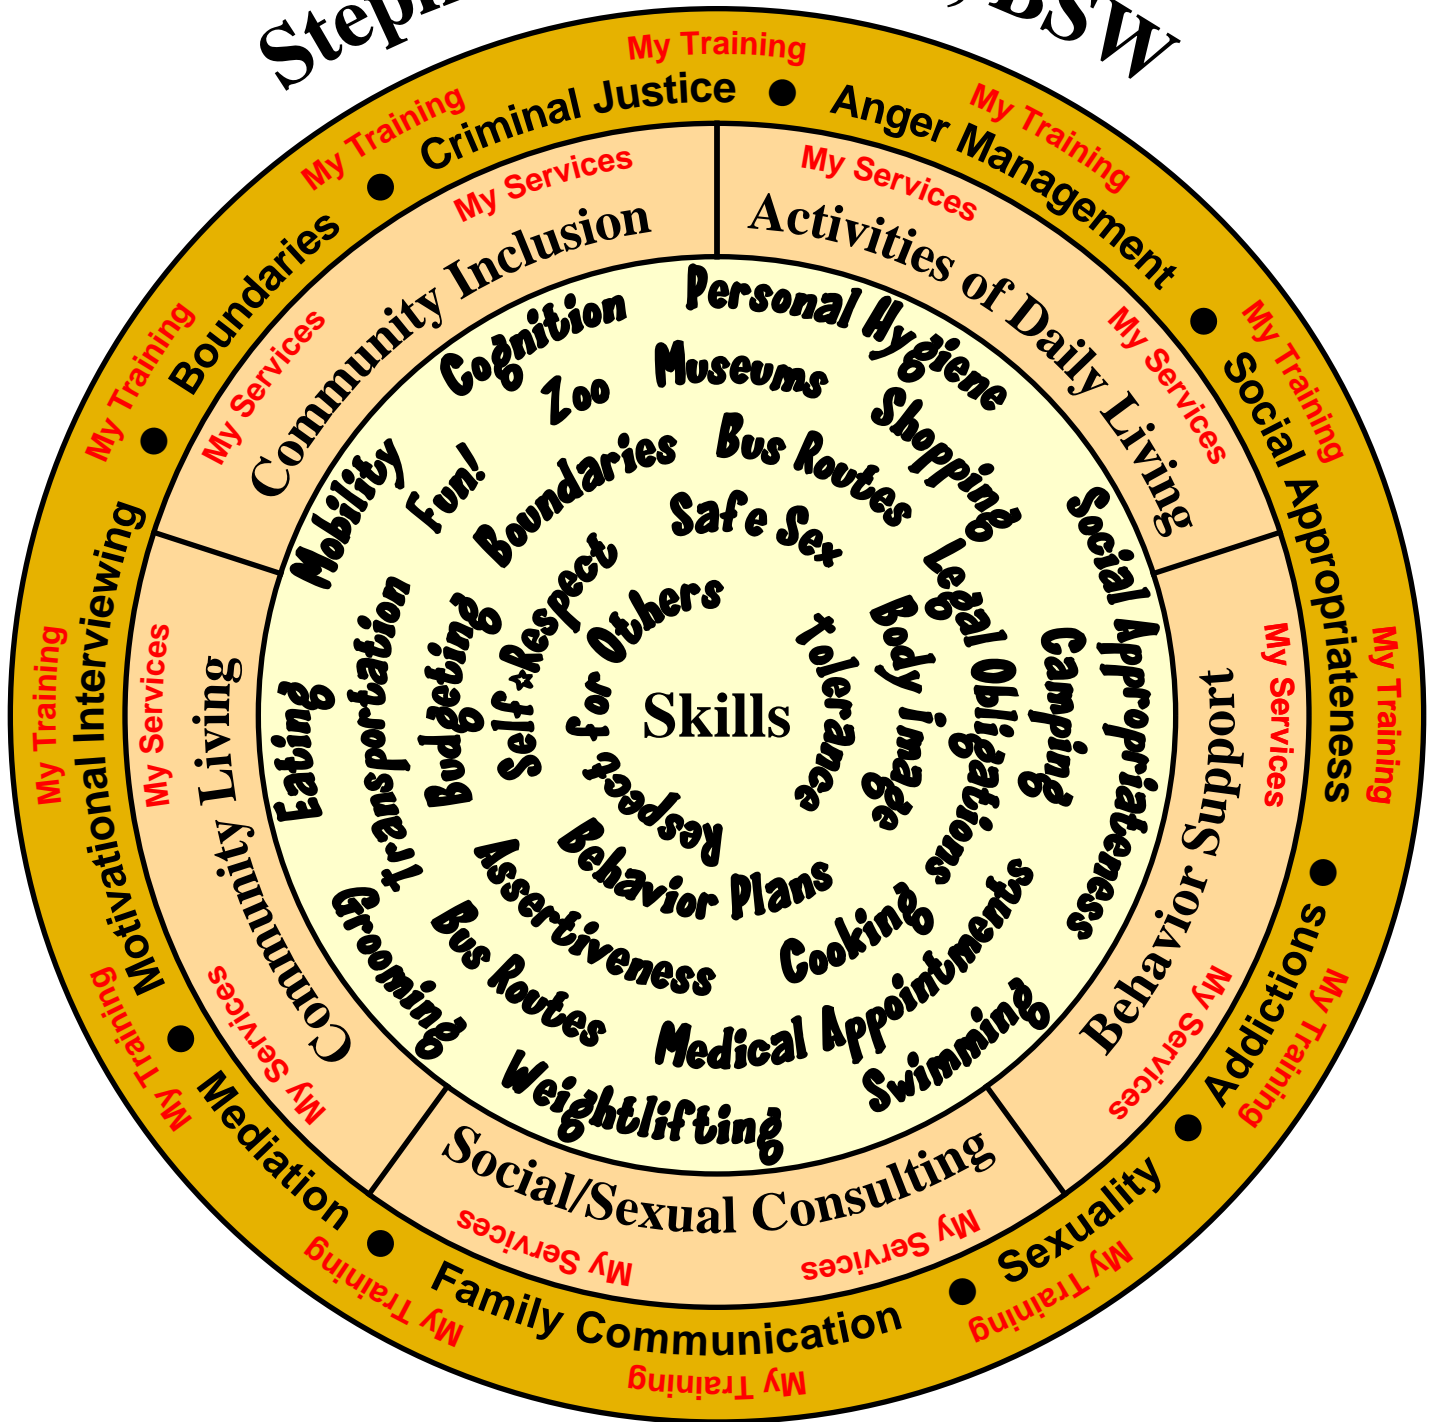 BSW
My Training
My Training
My Training
My Training
My Training
My Training
My Training
My Training
My Training
My Training
My Training
My Training
Criminal Justice • Anger Management • Social Appropriateness • Addictions • Sexuality • Family Communication • Mediation • Motivational Interviewing • Boundaries •
My Services
My Services
My Services
My Services
My Services
My Services
My Services
My Services
My Services
My Services
Community Inclusion
Activities of Daily Living
Behavior Support
Social/Sexual Consulting
Community Living
Cognition
Personal Hygiene
Social Appropriateness
Swimming
Weightlifting
Grooming
Eating
Mobility
Zoo
Museums
Shopping
Camping
Medical Appointments
Bus Routes
Transportation
Fun!
Boundaries
Bus Routes
Legal Obligations
Cooking
Assertiveness
Budgeting
Self-Respect
Safe Sex
Body Image
Behavior Plans
Respect for Others
Tolerance
Skills